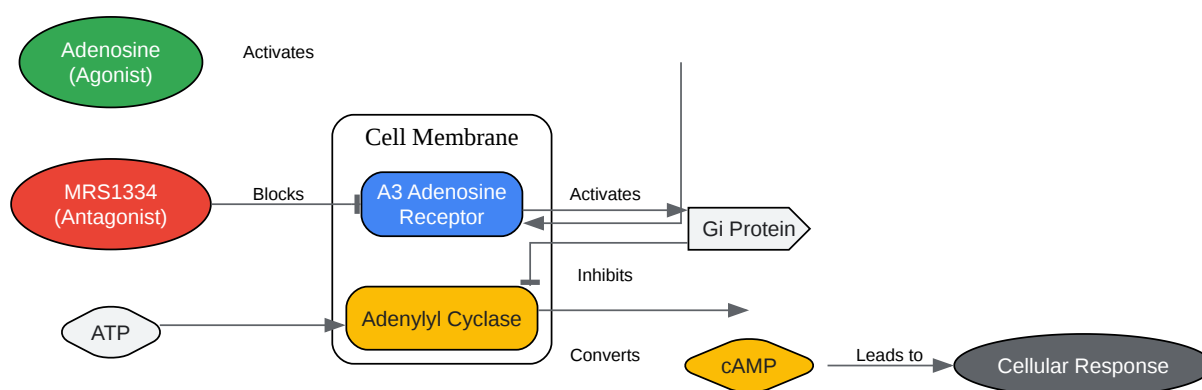 Adenosine
(Agonist)
Activates
Cell Membrane
MRS1334
(Antagonist)
Blocks
A3 Adenosine
Receptor
Activates
Gi Protein
Inhibits
ATP
Adenylyl Cyclase
Converts
cAMP
Leads to
Cellular Response